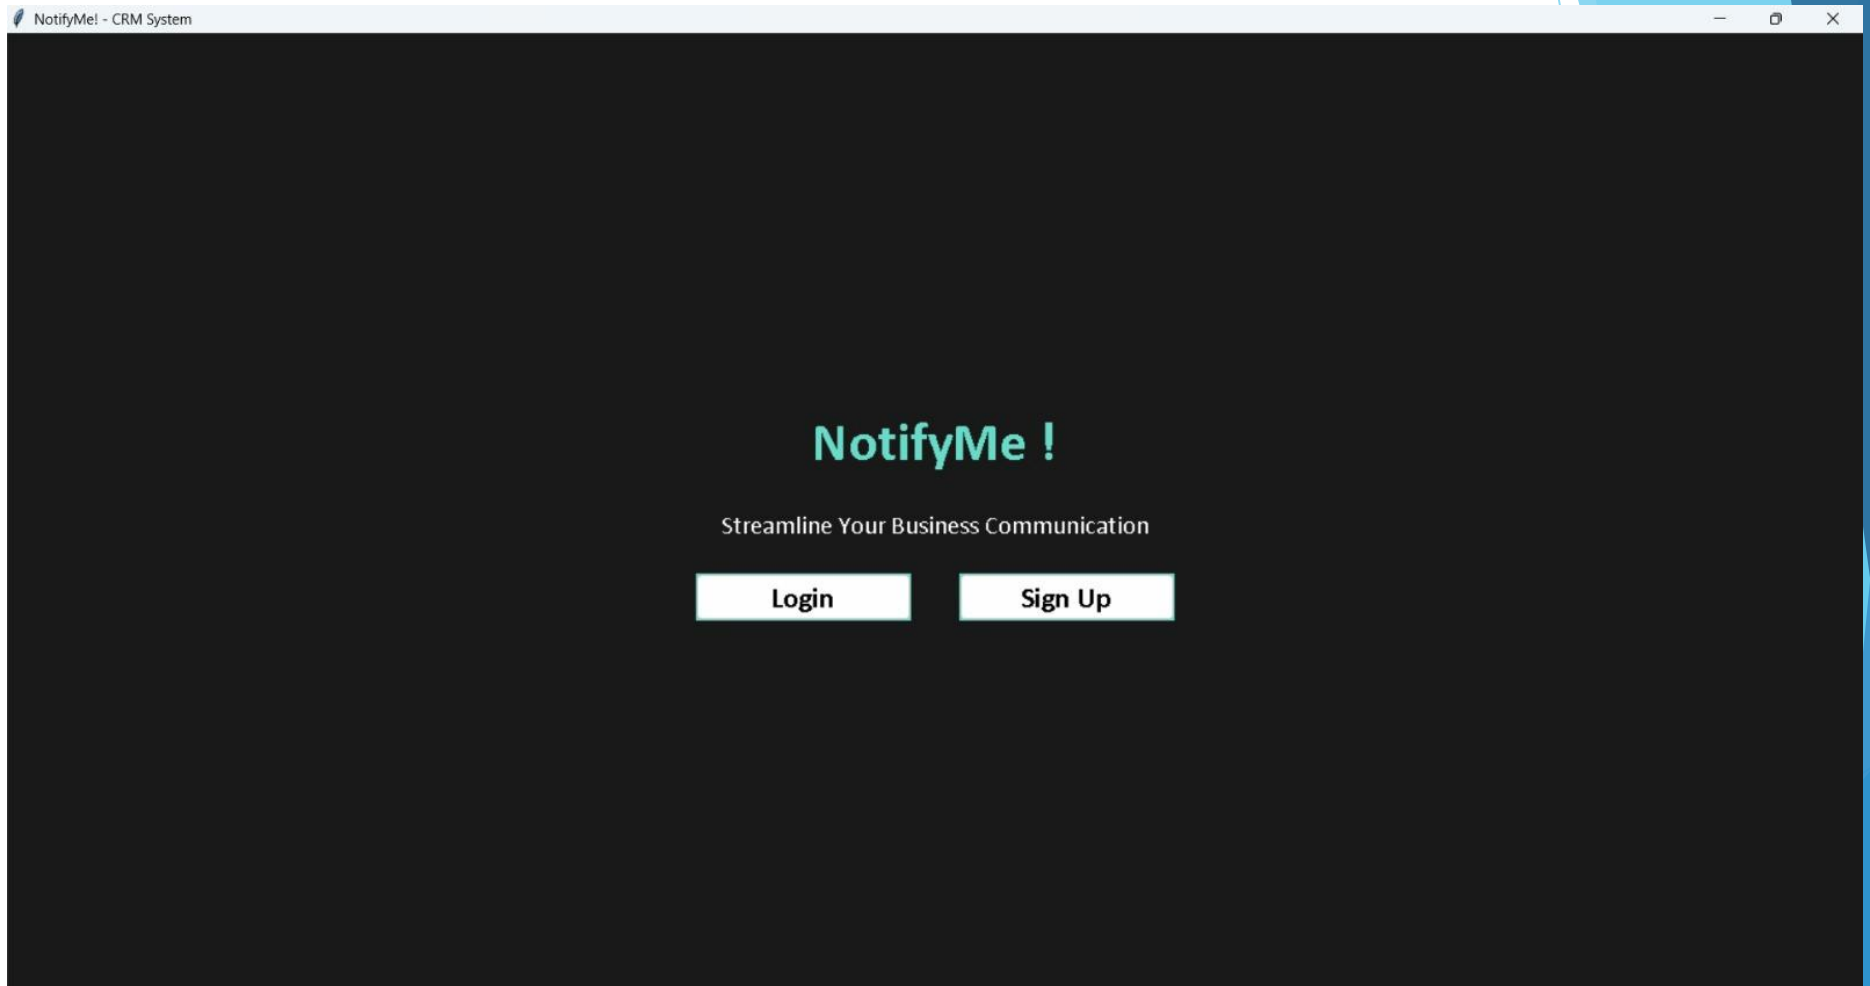 NotifyMe! - CRM System
NotifyMe !
Streamline Your Business Communication
Login
Sign Up